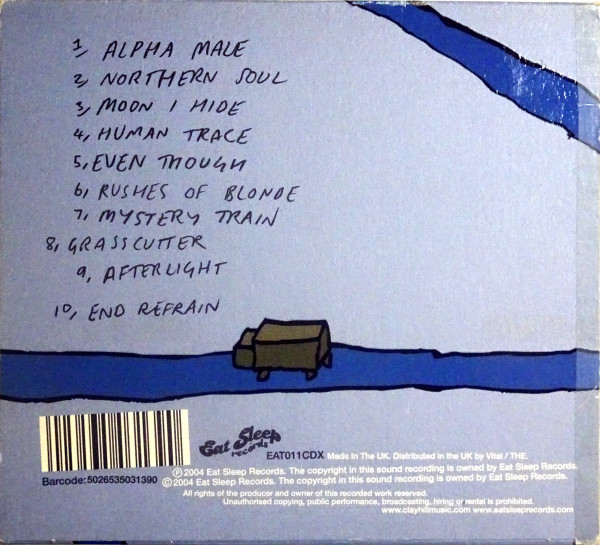 1, ALPHA MALE
2, NORTHERN SOUL
3, MOON I HIDE
4, HUMAN TRACE
5, EVEN THOUGH
6, RUSHES OF BLONDE
7, MYSTERY TRAIN
8, GRASSCUTTER
9, AFTERLIGHT
10, END REFRAIN
Eat Sleep
records
EAT011CDX Made In The UK. Distributed in the UK by Vital / THE.
Barcode:5026535031390
℗ 2004 Eat Sleep Records. The copyright in this sound recording is owned by Eat Sleep Records.
© 2004 Eat Sleep Records. The copyright in this sound recording is owned by Eat Sleep Records.
All rights of the producer and owner of this recorded work reserved.
Unauthorised copying, public performance, broadcasting, hiring or rental is prohibited.
www.clayhillmusic.com www.eatsleeprecords.com